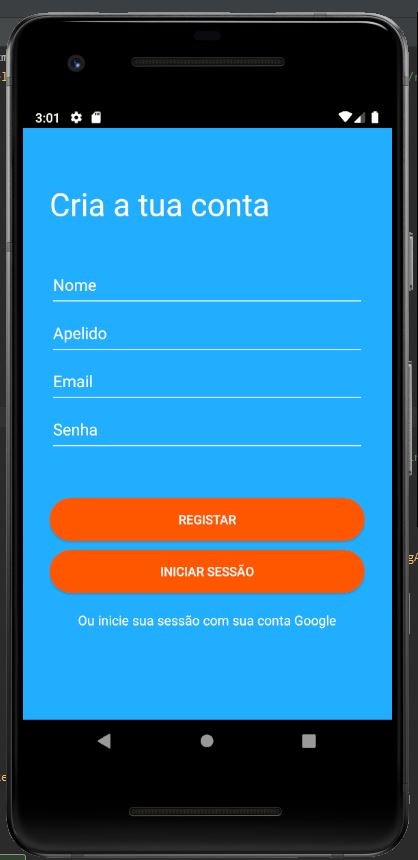 3:01
Cria a tua conta
Nome
Apelido
Email
Senha
REGISTAR
INICIAR SESSÃO
Ou inicie sua sessão com sua conta Google